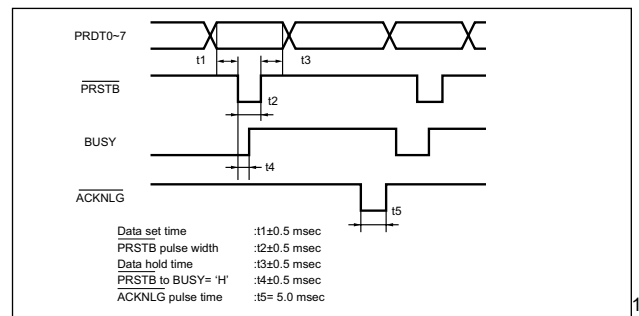 PRDT0~7
t1 t3
PRSTB
t2
BUSY
t4
ACKNLG
t5
Data set time :t1±0.5 msec
PRSTB pulse width :t2±0.5 msec
Data hold time :t3±0.5 msec
PRSTB to BUSY= ‘H’ :t4±0.5 msec
ACKNLG pulse time :t5= 5.0 msec
1